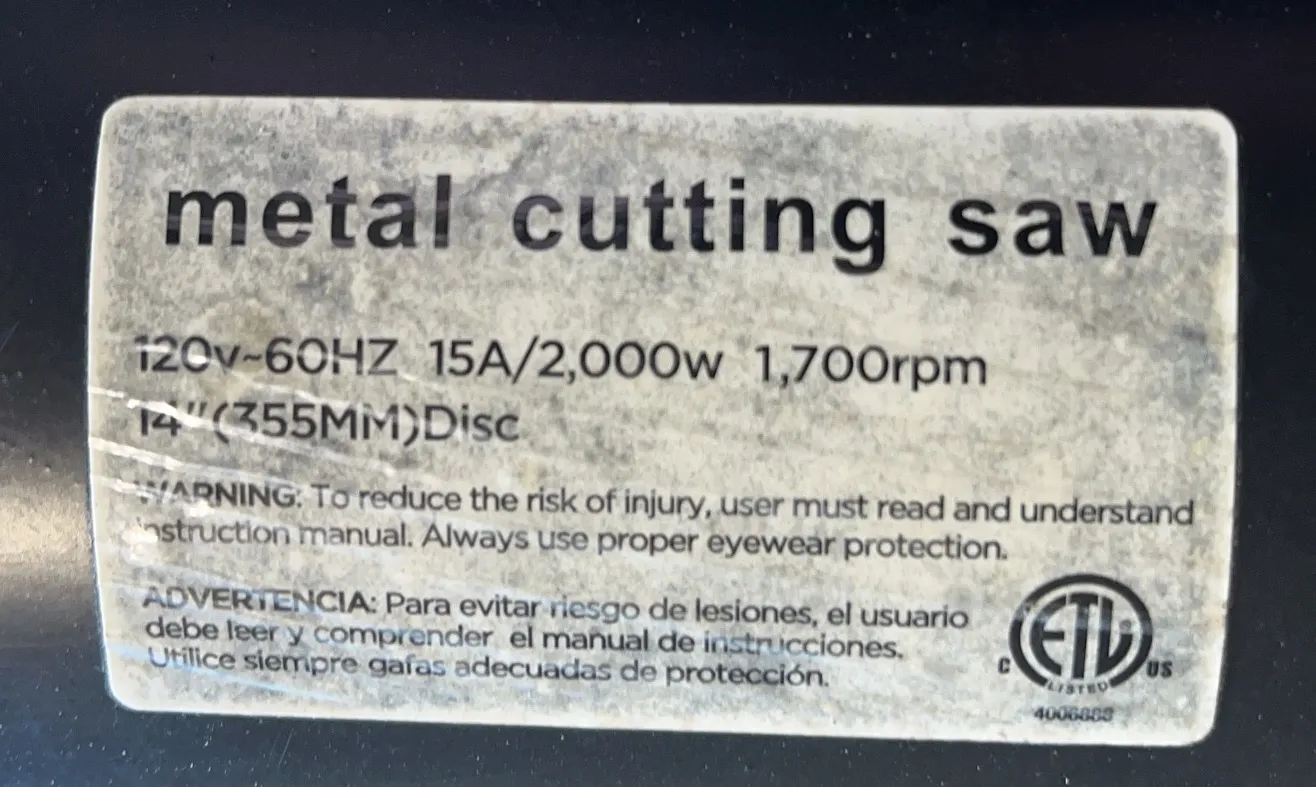 metal cutting saw
120v~60HZ 15A/2,000w 1,700rpm
14"(355MM)Disc
WARNING: To reduce the risk of injury, user must read and understand
instruction manual. Always use proper eyewear protection.
ADVERTENCIA: Para evitar riesgo de lesiones, el usuario
debe leer y comprender el manual de instrucciones.
Utilice siempre gafas adecuadas de protección.
C ETL US
LISTED